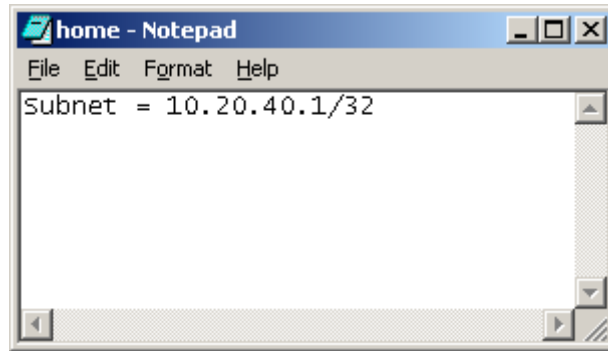 home - Notepad
File Edit Format Help
Subnet = 10.20.40.1/32